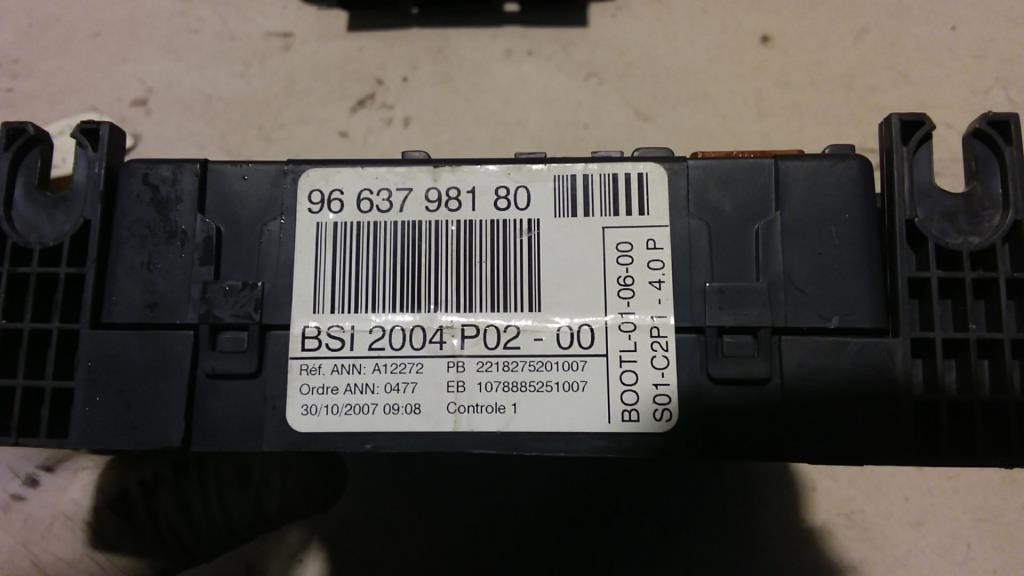 96 637 981 80
BSI 2004 P02 - 00
Réf. ANN: A12272 PB 2218275201007
Ordre ANN: 0477 EB 1078885251007
30/10/2007 09:08 Controle 1
BOOTL-01-06-00
S01-C2P1 - 4.0 P